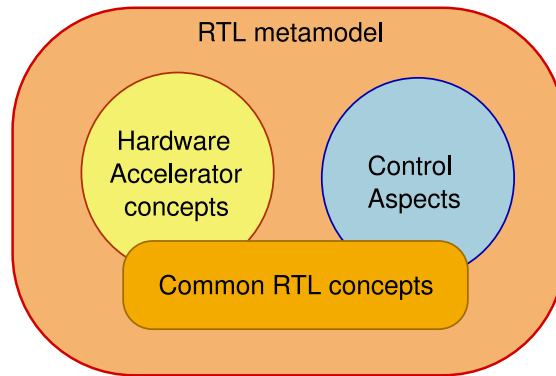 RTL metamodel
Hardware
Accelerator
concepts
Control
Aspects
Common RTL concepts